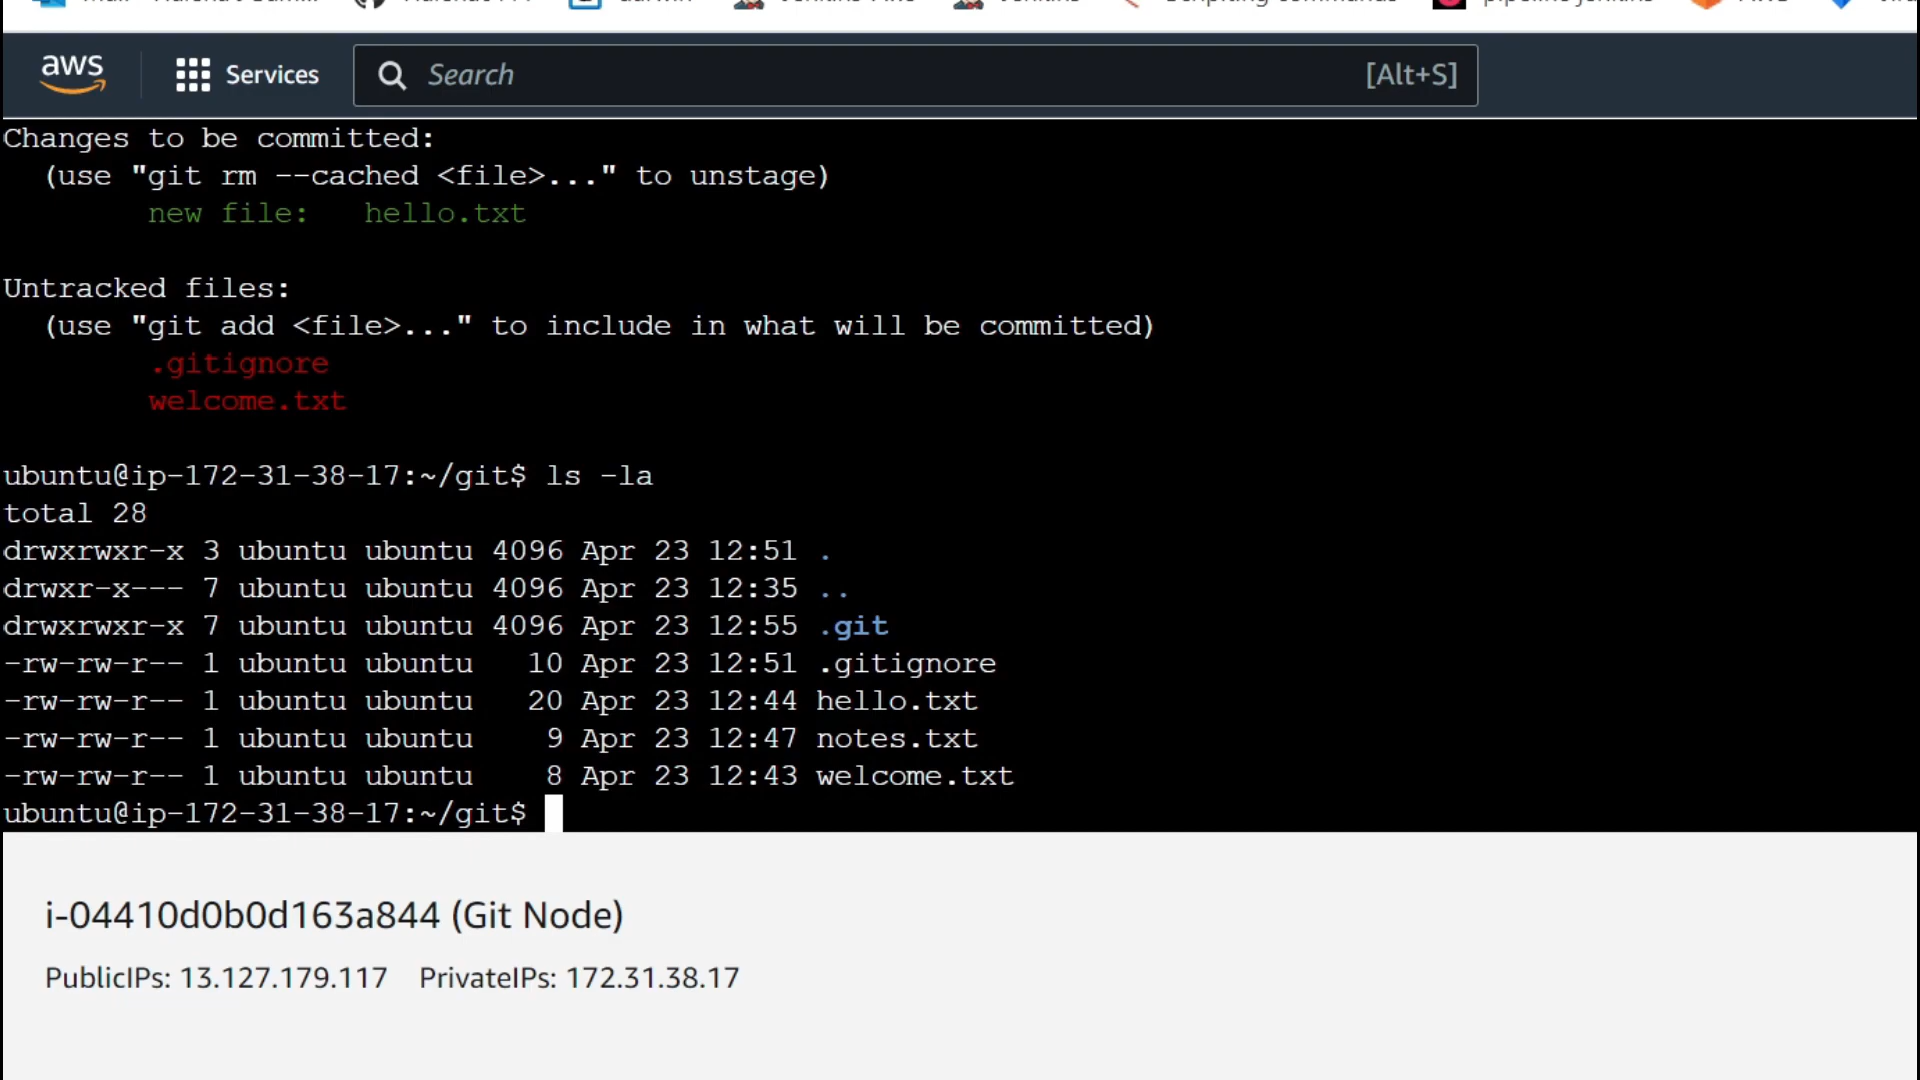 aws Services Search [Alt+S]
Changes to be committed:
(use "git rm --cached <file>..." to unstage)
new file: hello.txt
Untracked files:
(use "git add <file>..." to include in what will be committed)
.gitignore
welcome.txt
ubuntu@ip-172-31-38-17:~/git$ ls -la
total 28
drwxrwxr-x 3 ubuntu ubuntu 4096 Apr 23 12:51 .
drwxr-x--- 7 ubuntu ubuntu 4096 Apr 23 12:35 ..
drwxrwxr-x 7 ubuntu ubuntu 4096 Apr 23 12:55 .git
-rw-rw-r-- 1 ubuntu ubuntu 10 Apr 23 12:51 .gitignore
-rw-rw-r-- 1 ubuntu ubuntu 20 Apr 23 12:44 hello.txt
-rw-rw-r-- 1 ubuntu ubuntu 9 Apr 23 12:47 notes.txt
-rw-rw-r-- 1 ubuntu ubuntu 8 Apr 23 12:43 welcome.txt
ubuntu@ip-172-31-38-17:~/git$
i-04410d0b0d163a844 (Git Node)
PublicIPs: 13.127.179.117 PrivateIPs: 172.31.38.17